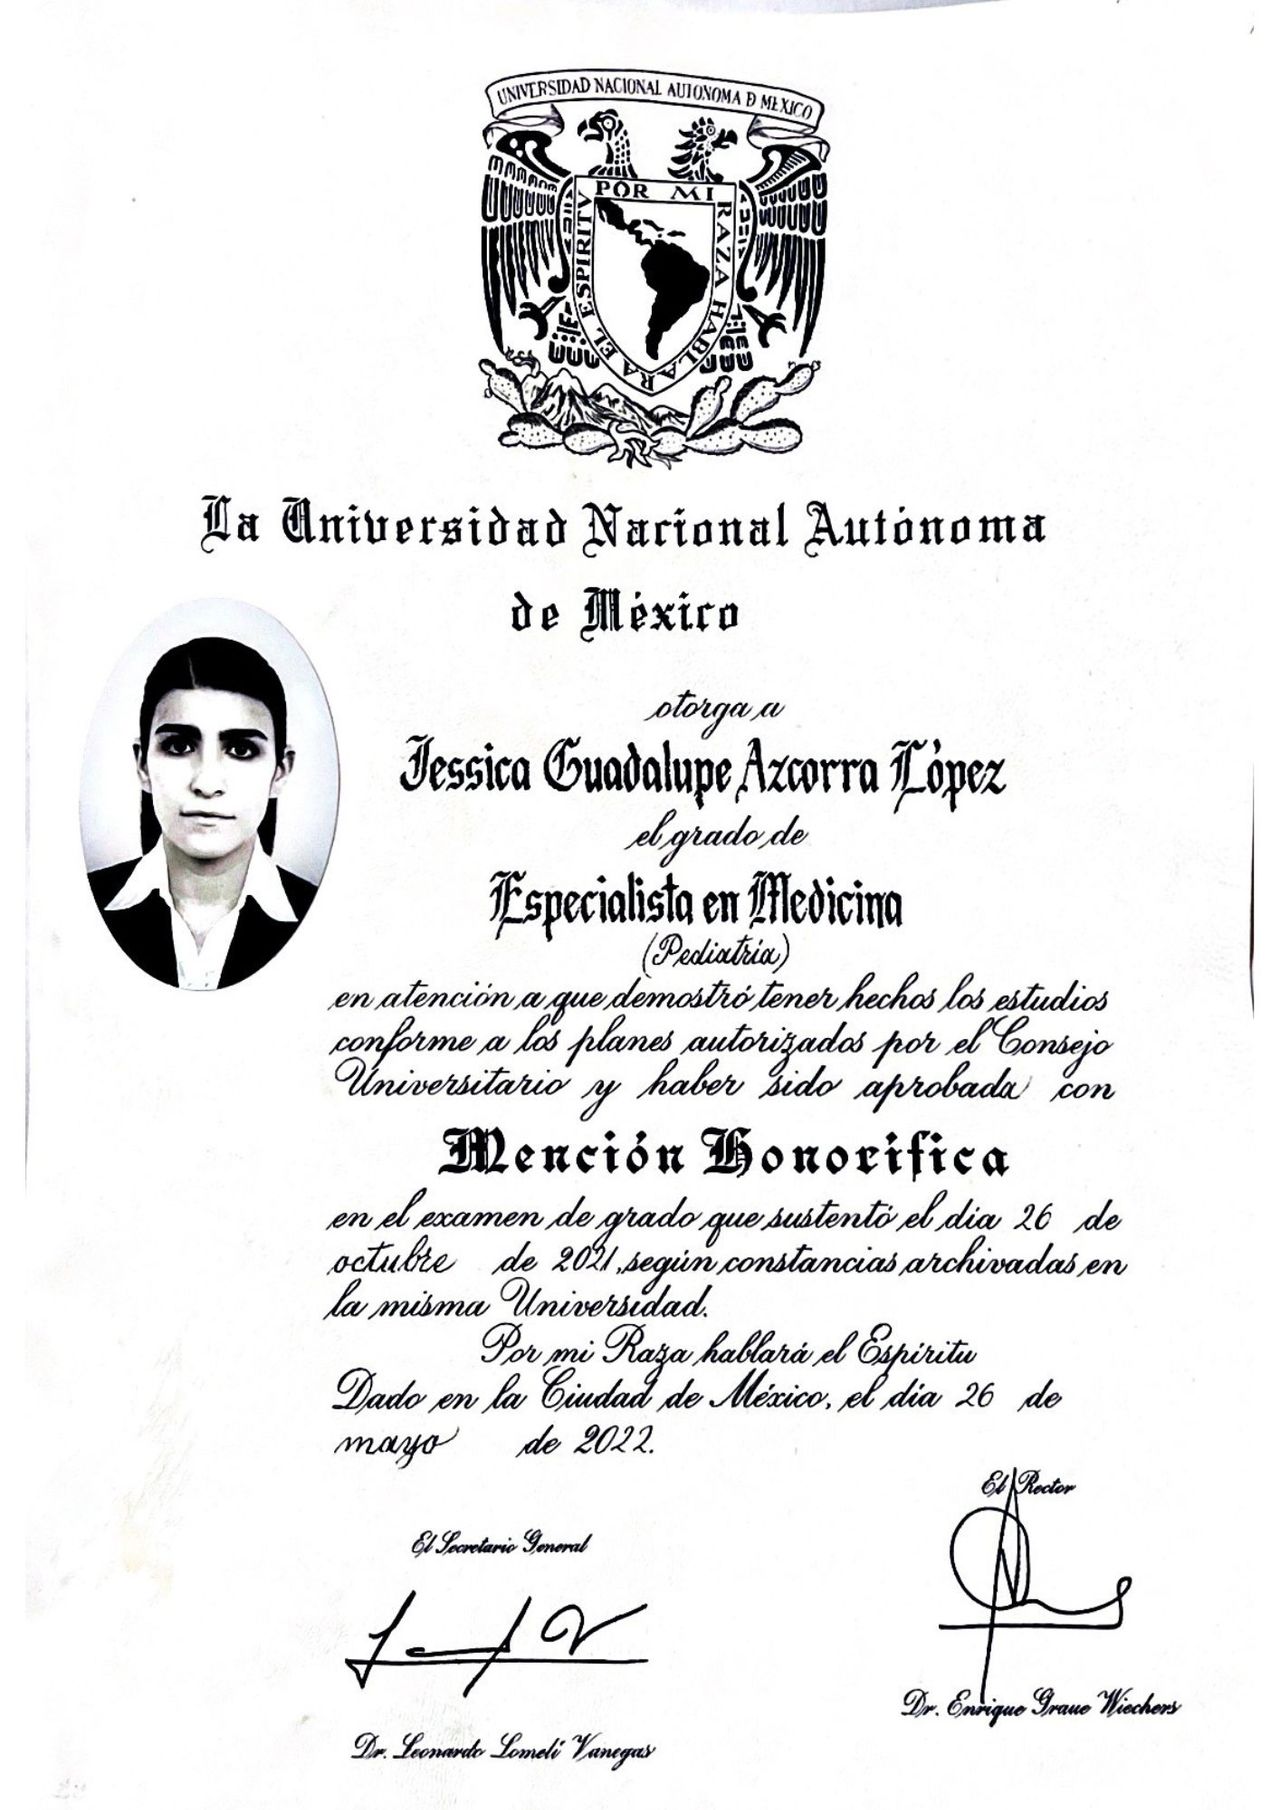 UNIVERSIDAD NACIONAL AUTONOMA D MEXICO
POR MI RAZA HABLARA EL ESPIRITV
La Universidad Nacional Autónoma
de México
otorga a
Jessica Guadalupe Azcorra López
el grado de
Especialista en Medicina
(Pediatría)
en atención a que demostró tener hechos los estudios
conforme a los planes autorizados por el Consejo
Universitario y haber sido aprobada con
Mención Honorífica
en el examen de grado que sustentó el día 26 de
octubre de 2021, según constancias archivadas en
la misma Universidad.
Por mi Raza hablará el Espíritu
Dado en la Ciudad de México, el día 26 de
mayo de 2022.
El Rector
El Secretario General
Dr. Enrique Graue Wiechers
Dr. Leonardo Lomelí Vanegas